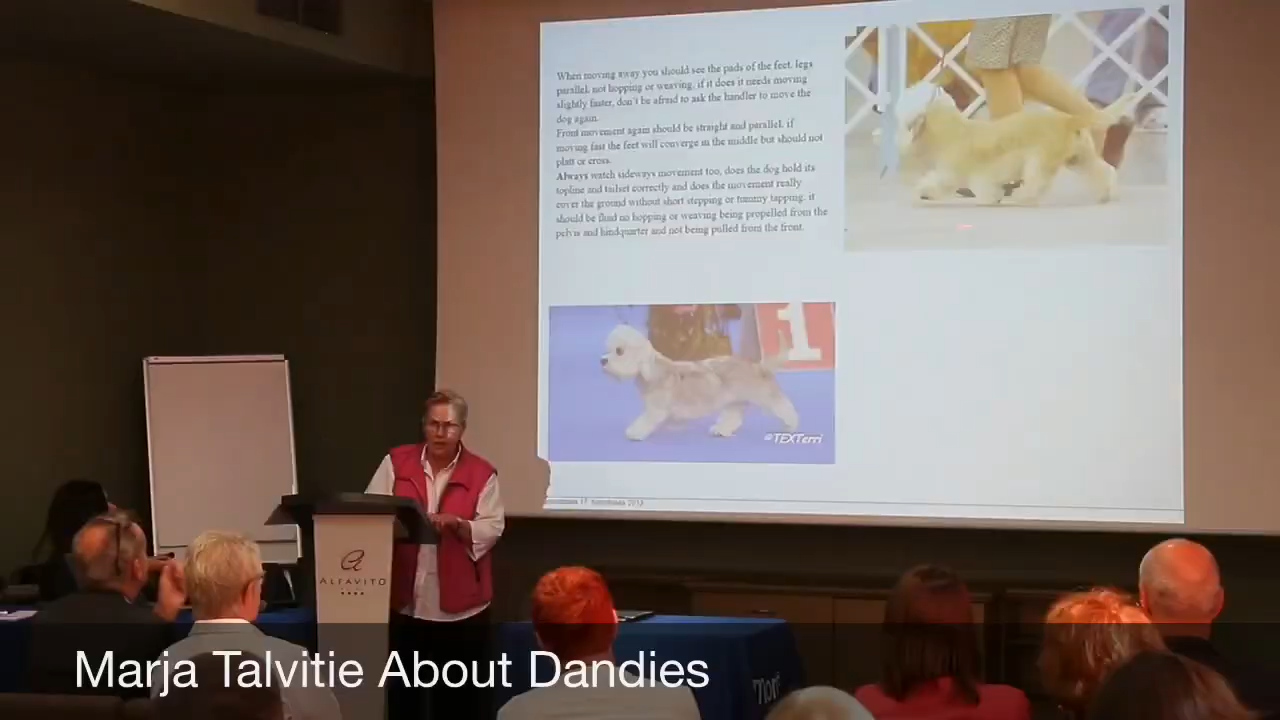 When moving away you should see the pads of the feet, legs
parallel, not hopping or weaving, if it does it needs moving
slightly faster, don't be afraid to ask the handler to move the
dog again.
Front movement again should be straight and parallel, if
moving fast the feet will converge in the middle but should not
platt or cross.
Always watch sideways movement too, does the dog hold its
topline and tailset correctly and does the movement really
cover the ground without short stepping or tummy tapping, it
should be fluid no hopping or weaving being propelled from the
pelvis and hindquarter and not being pulled from the front.
1
@TEXTerri
ALFAVITO
Marja Talvitie About Dandies